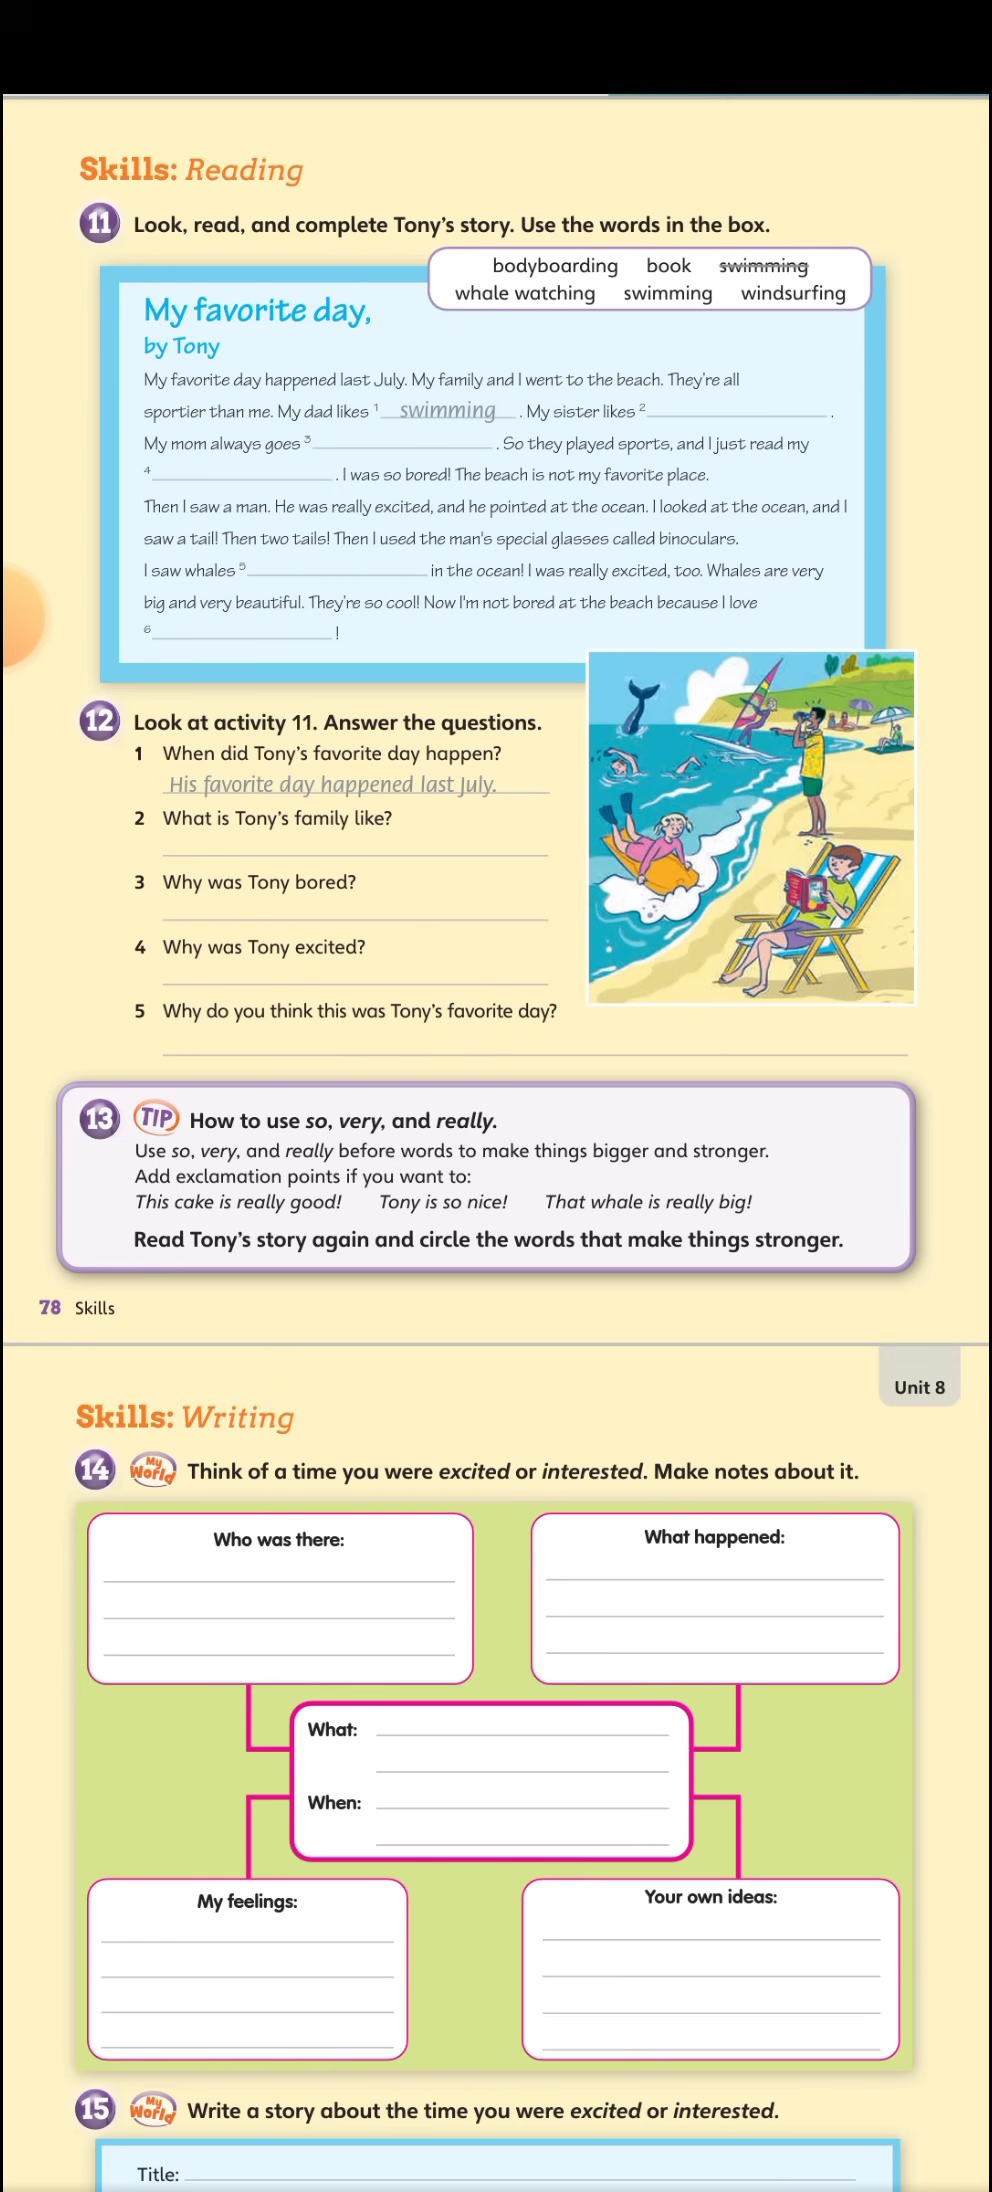 Skills: Reading
11 Look, read, and complete Tony's story. Use the words in the box.
bodyboarding book swimming
whale watching swimming windsurfing
My favorite day,
by Tony
My favorite day happened last July. My family and I went to the beach. They're all
sportier than me. My dad likes 1 swimming . My sister likes 2 .
My mom always goes 3 . So they played sports, and I just read my
4 . I was so bored! The beach is not my favorite place.
Then I saw a man. He was really excited, and he pointed at the ocean. I looked at the ocean, and I
saw a tail! Then two tails! Then I used the man's special glasses called binoculars.
I saw whales 5 in the ocean! I was really excited, too. Whales are very
big and very beautiful. They're so cool! Now I'm not bored at the beach because I love
6 !
12 Look at activity 11. Answer the questions.
1 When did Tony's favorite day happen?
His favorite day happened last July.
2 What is Tony's family like?
3 Why was Tony bored?
4 Why was Tony excited?
5 Why do you think this was Tony's favorite day?
13 TIP How to use so, very, and really.
Use so, very, and really before words to make things bigger and stronger.
Add exclamation points if you want to:
This cake is really good! Tony is so nice! That whale is really big!
Read Tony's story again and circle the words that make things stronger.
78 Skills
Unit 8
Skills: Writing
14 My World Think of a time you were excited or interested. Make notes about it.
Who was there:
What happened:
What:
When:
My feelings:
Your own ideas:
15 My World Write a story about the time you were excited or interested.
Title: